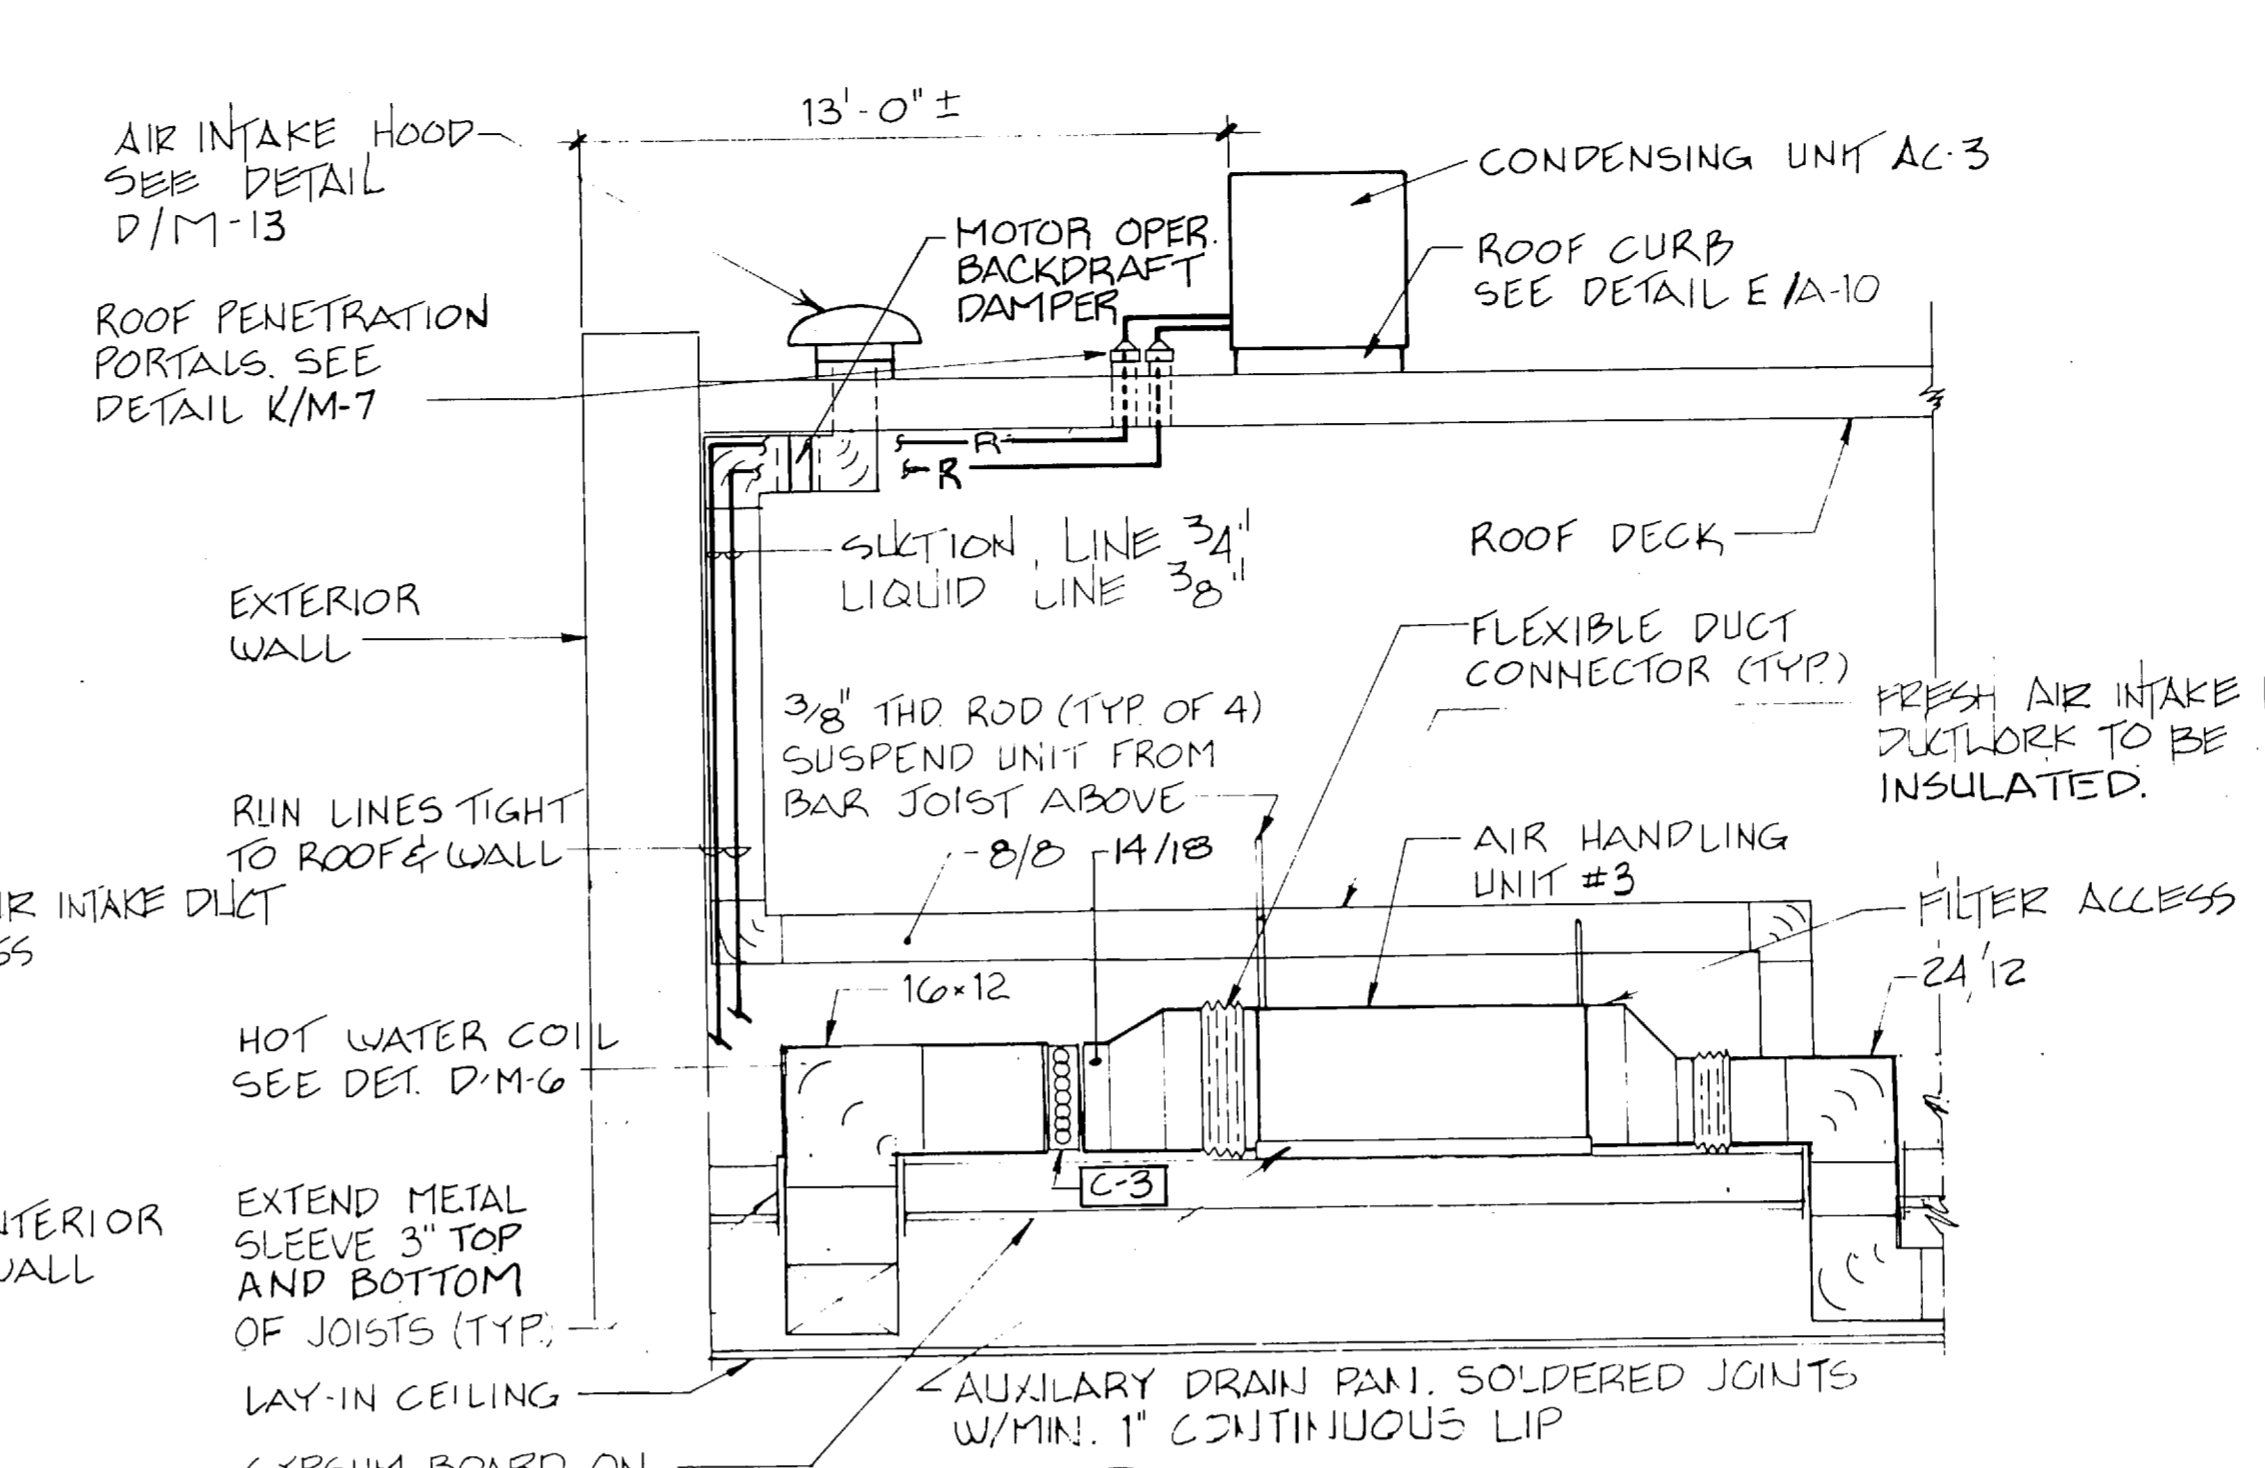 AIR INTAKE HOOD
SEE DETAIL
D/M-13
13'-0" ±
CONDENSING UNIT AC-3
MOTOR OPER.
BACKDRAFT
DAMPER
ROOF CURB
SEE DETAIL E/A-10
ROOF PENETRATION
PORTALS. SEE
DETAIL K/M-7
R
R
SUCTION LINE 3/4"
LIQUID LINE 3/8"
ROOF DECK
EXTERIOR
WALL
FLEXIBLE DUCT
CONNECTOR (TYP.)
FRESH AIR INTAKE
DUCTWORK TO BE
INSULATED.
3/8" THD. ROD (TYP. OF 4)
SUSPEND UNIT FROM
BAR JOIST ABOVE
RUN LINES TIGHT
TO ROOF & WALL
8/8
14/18
AIR HANDLING
UNIT #3
INTAKE DUCT
FILTER ACCESS
24/12
16×12
HOT WATER COIL
SEE DET. D/M-6
C-3
EXTEND METAL
SLEEVE 3" TOP
AND BOTTOM
OF JOISTS (TYP.)
LAY-IN CEILING
AUXILARY DRAIN PAN. SOLDERED JOINTS
W/MIN. 1" CONTINUOUS LIP
GYPSUM BOARD ON